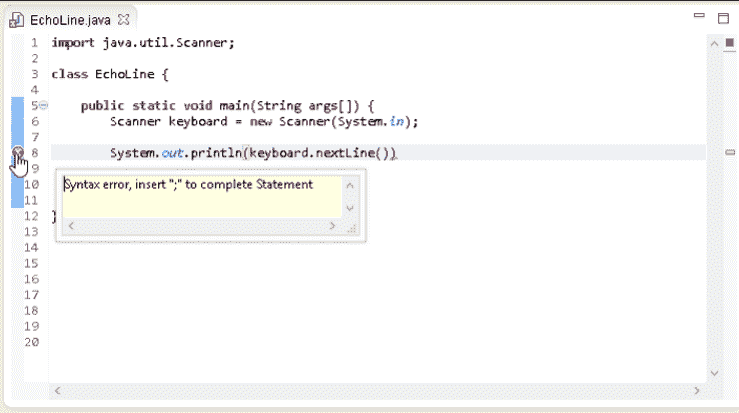 EchoLine.java
1 import java.util.Scanner;
2
3 class EchoLine {
4
5 public static void main(String args[]) {
6 Scanner keyboard = new Scanner(System.in);
7
8 System.out.println(keyboard.nextLine())
9
Syntax error, insert ";" to complete Statement
10
11
12 }
13
14
15
16
17
18
19
20